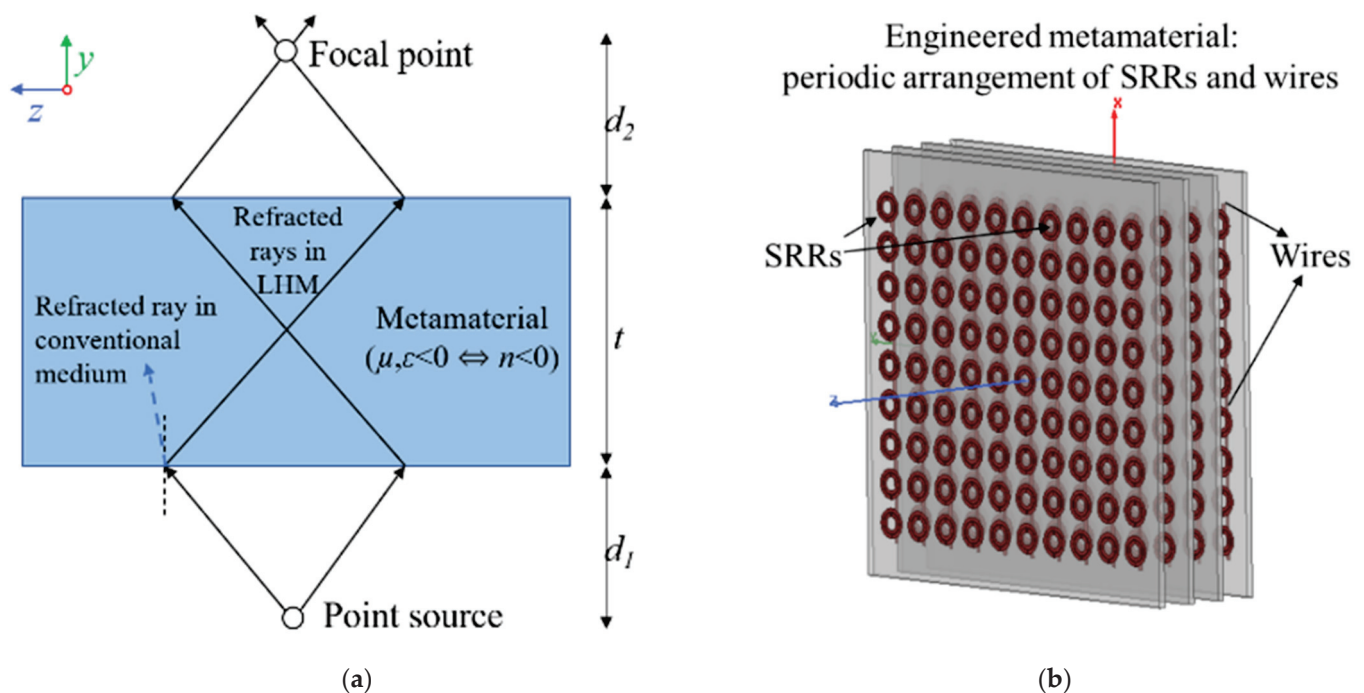 y
z
Focal point
d2
Refracted
rays in
LHM
Refracted ray in
conventional
medium
Metamaterial
(μ,ε<0 ⇔ n<0)
t
d1
Point source
(a)
Engineered metamaterial:
periodic arrangement of SRRs and wires
x
SRRs
Wires
z
(b)